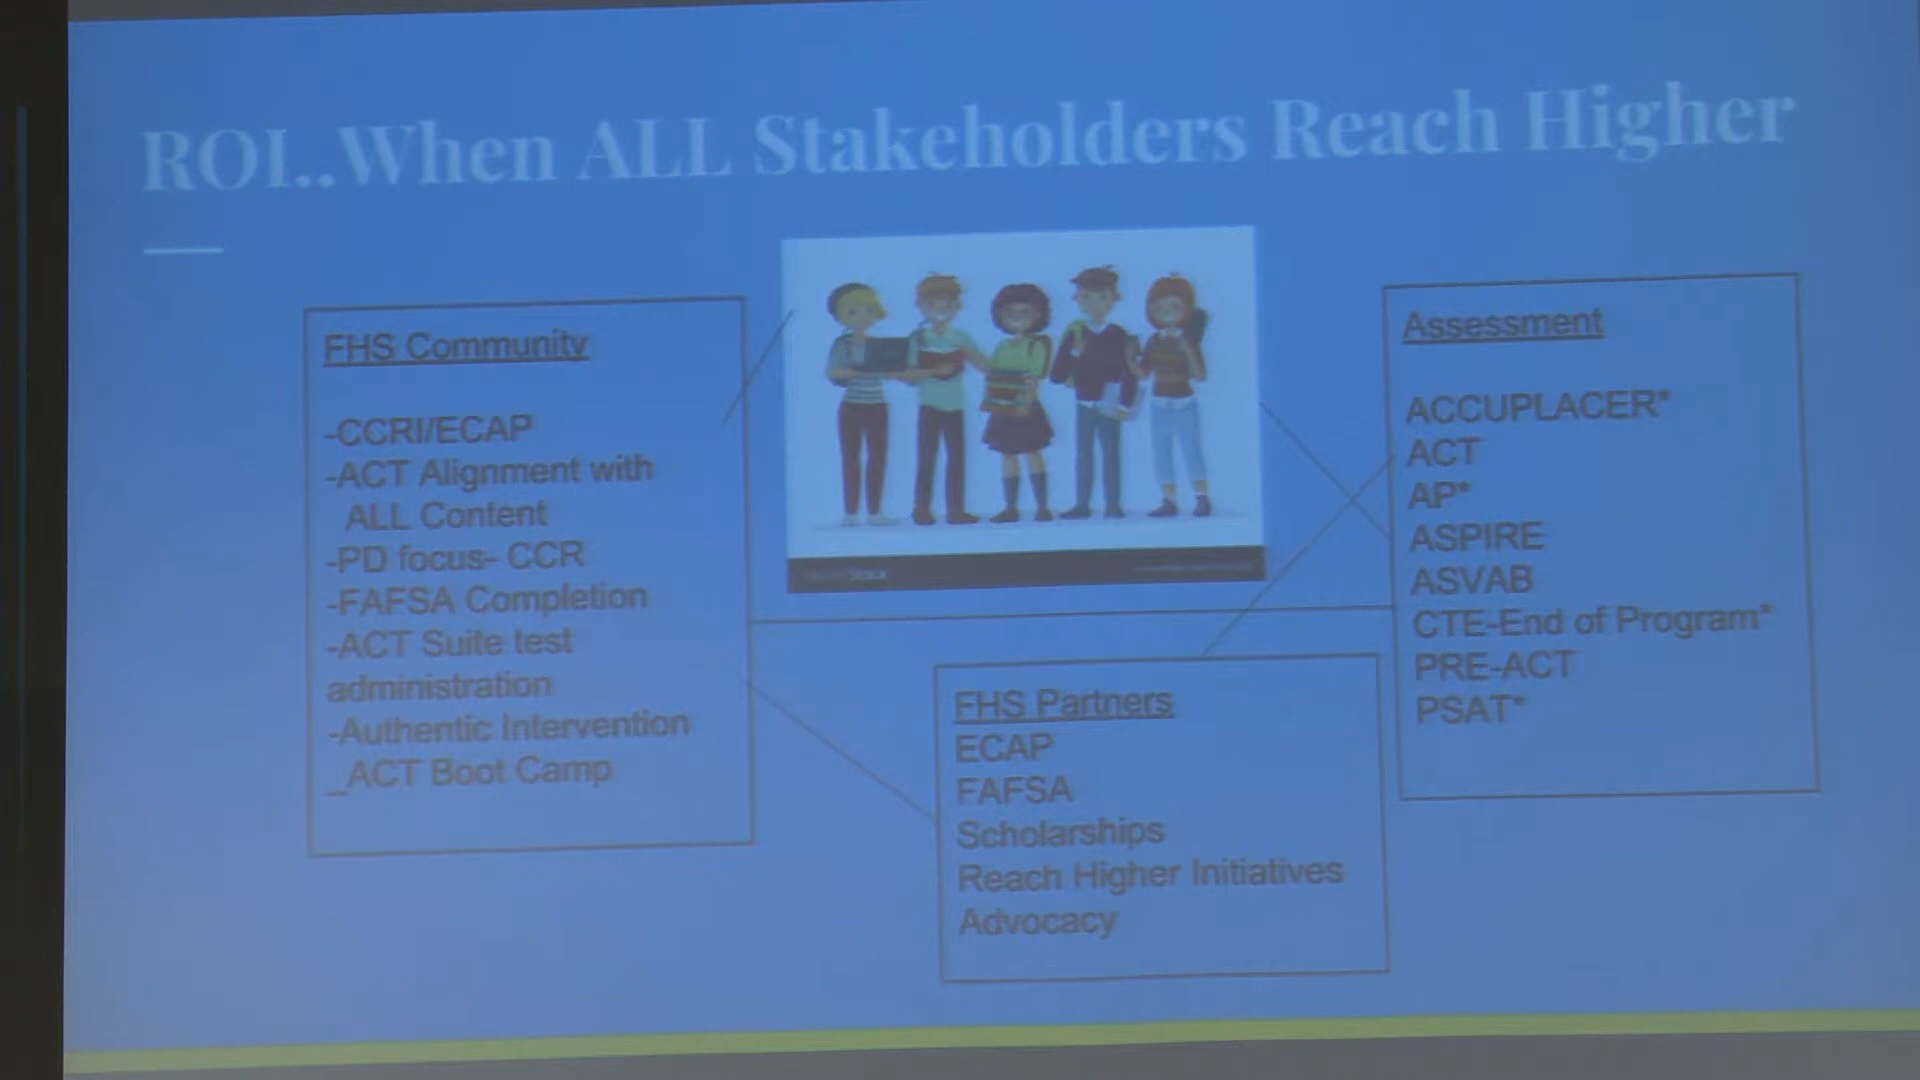 ROI..When ALL Stakeholders Reach Higher
FHS Community
-CCRI/ECAP
-ACT Alignment with
ALL Content
-PD focus- CCR
-FAFSA Completion
-ACT Suite test
administration
-Authentic Intervention
_ACT Boot Camp
FHS Partners
ECAP
FAFSA
Scholarships
Reach Higher Initiatives
Advocacy
Assessment
ACCUPLACER*
ACT
AP*
ASPIRE
ASVAB
CTE-End of Program*
PRE-ACT
PSAT*